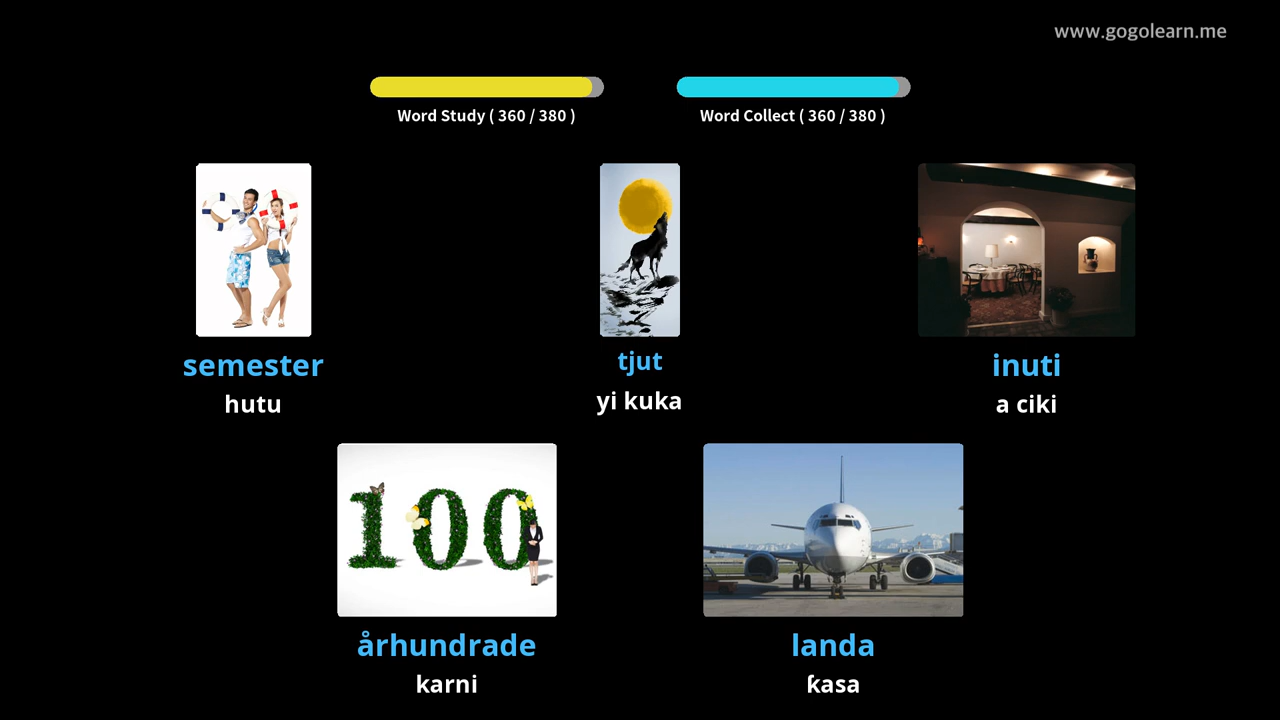 www.gogolearn.me
Word Study ( 360 / 380 )
Word Collect ( 360 / 380 )
semester
hutu
tjut
yi kuka
inuti
a ciki
århundrade
karni
landa
ƙasa